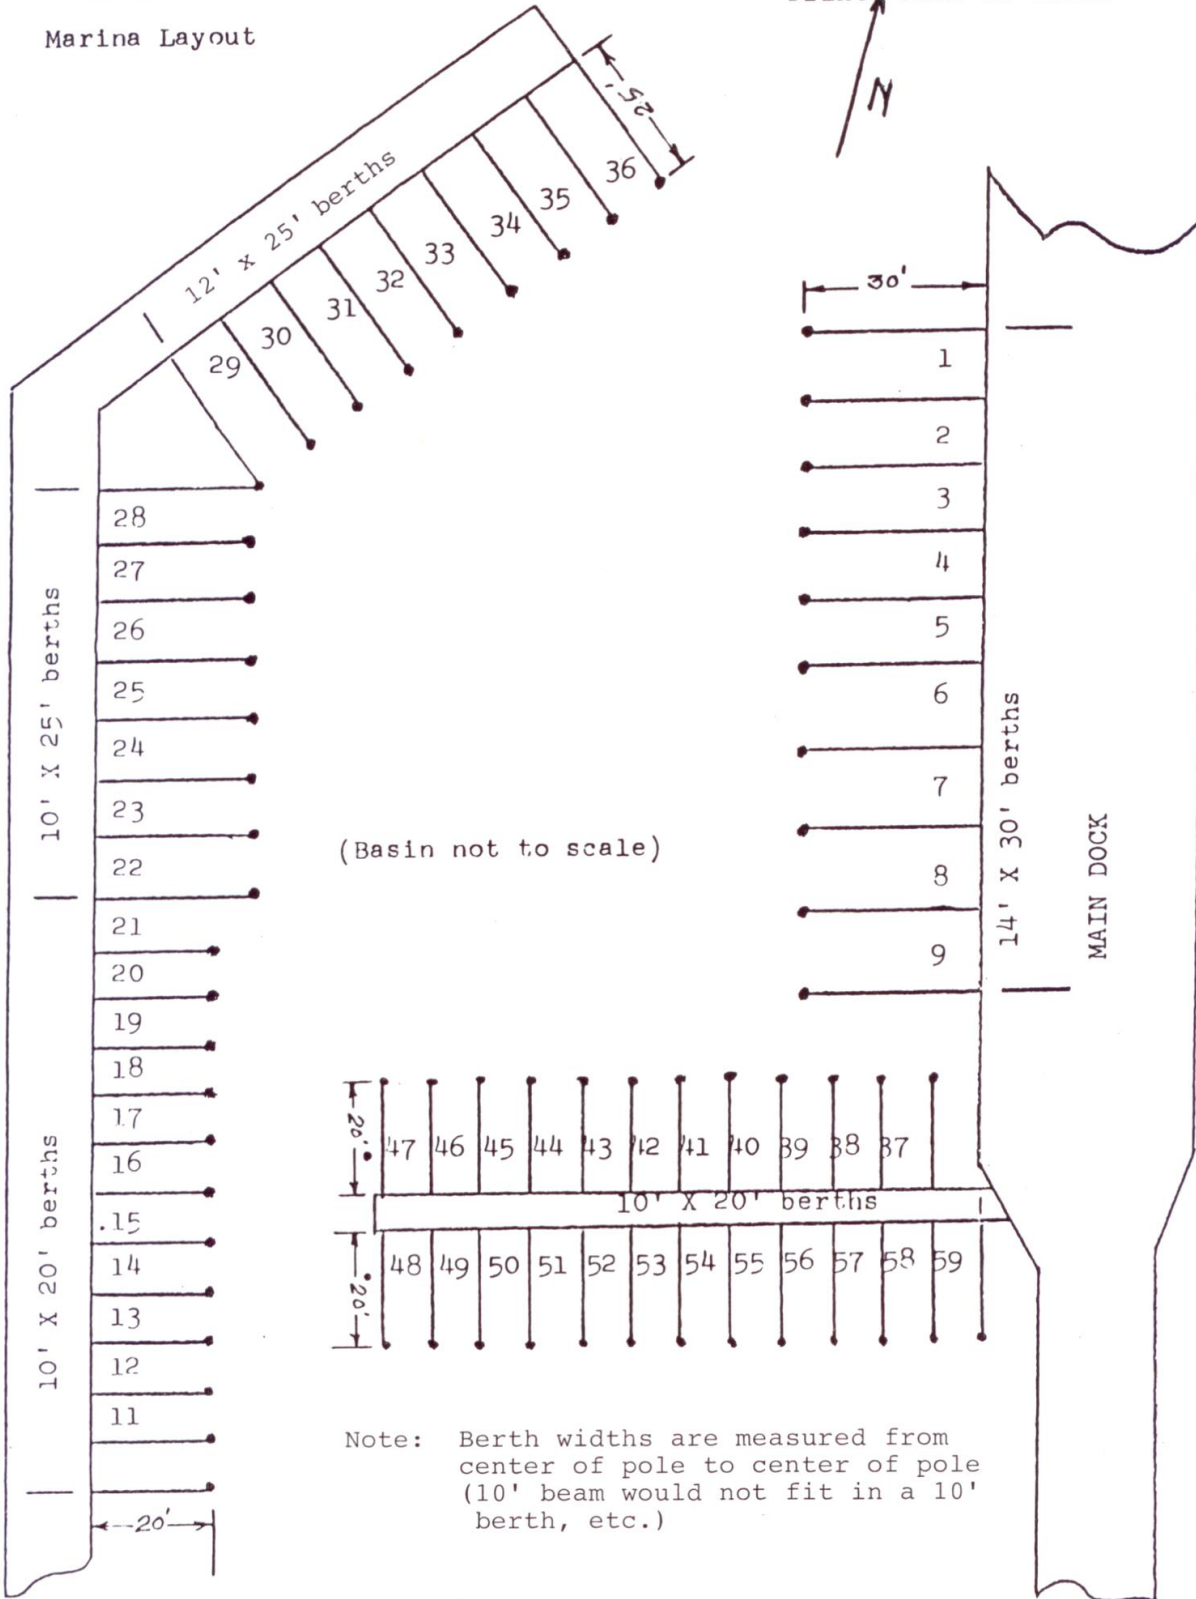 Marina Layout
N
25'
12' X 25' berths
36
35
34
33
32
31
30
29
30'
1
2
3
4
5
6
7
8
9
14' X 30' berths
MAIN DOCK
28
27
26
25
24
23
22
10' X 25' berths
(Basin not to scale)
21
20
19
18
17
16
.15
14
13
12
11
10' X 20' berths
20'
20'
47 46 45 44 43 42 41 40 39 38 37
10' X 20' berths
48 49 50 51 52 53 54 55 56 57 58 59
20'
Note: Berth widths are measured from
center of pole to center of pole
(10' beam would not fit in a 10'
berth, etc.)